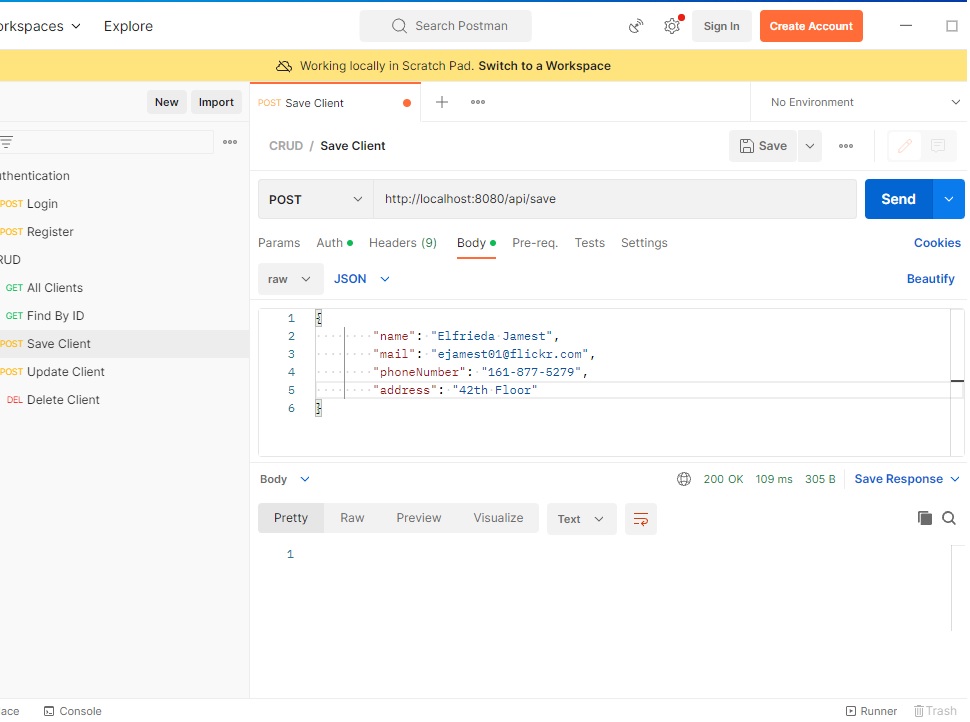 orkspaces Explore Search Postman Sign In Create Account
Working locally in Scratch Pad. Switch to a Workspace
New Import POST Save Client No Environment
CRUD / Save Client Save
uthentication
POST Login
POST Register
RUD
GET All Clients
GET Find By ID
POST Save Client
POST Update Client
DEL Delete Client
POST http://localhost:8080/api/save Send
Params Auth Headers (9) Body Pre-req. Tests Settings Cookies
raw JSON Beautify
1 {
2 "name": "Elfrieda Jamest",
3 "mail": "ejamest01@flickr.com",
4 "phoneNumber": "161-877-5279",
5 "address": "42th Floor"
6 }
Body 200 OK 109 ms 305 B Save Response
Pretty Raw Preview Visualize Text
1
ace Console Runner Trash